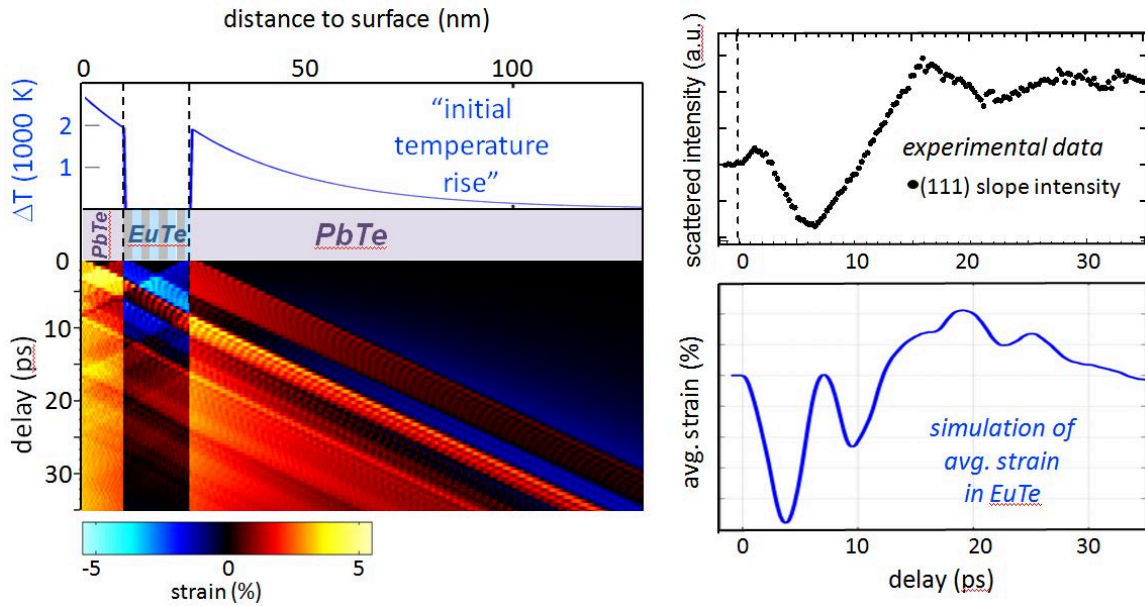 distance to surface (nm)
0
50
100
ΔT (1000 K)
2
1
“initial
temperature
rise”
PbTe
EuTe
PbTe
delay (ps)
0
10
20
30
-5
0
5
strain (%)
scattered intensity (a.u.)
experimental data
(111) slope intensity
0
10
20
30
avg. strain (%)
simulation of
avg. strain
in EuTe
0
10
20
30
delay (ps)